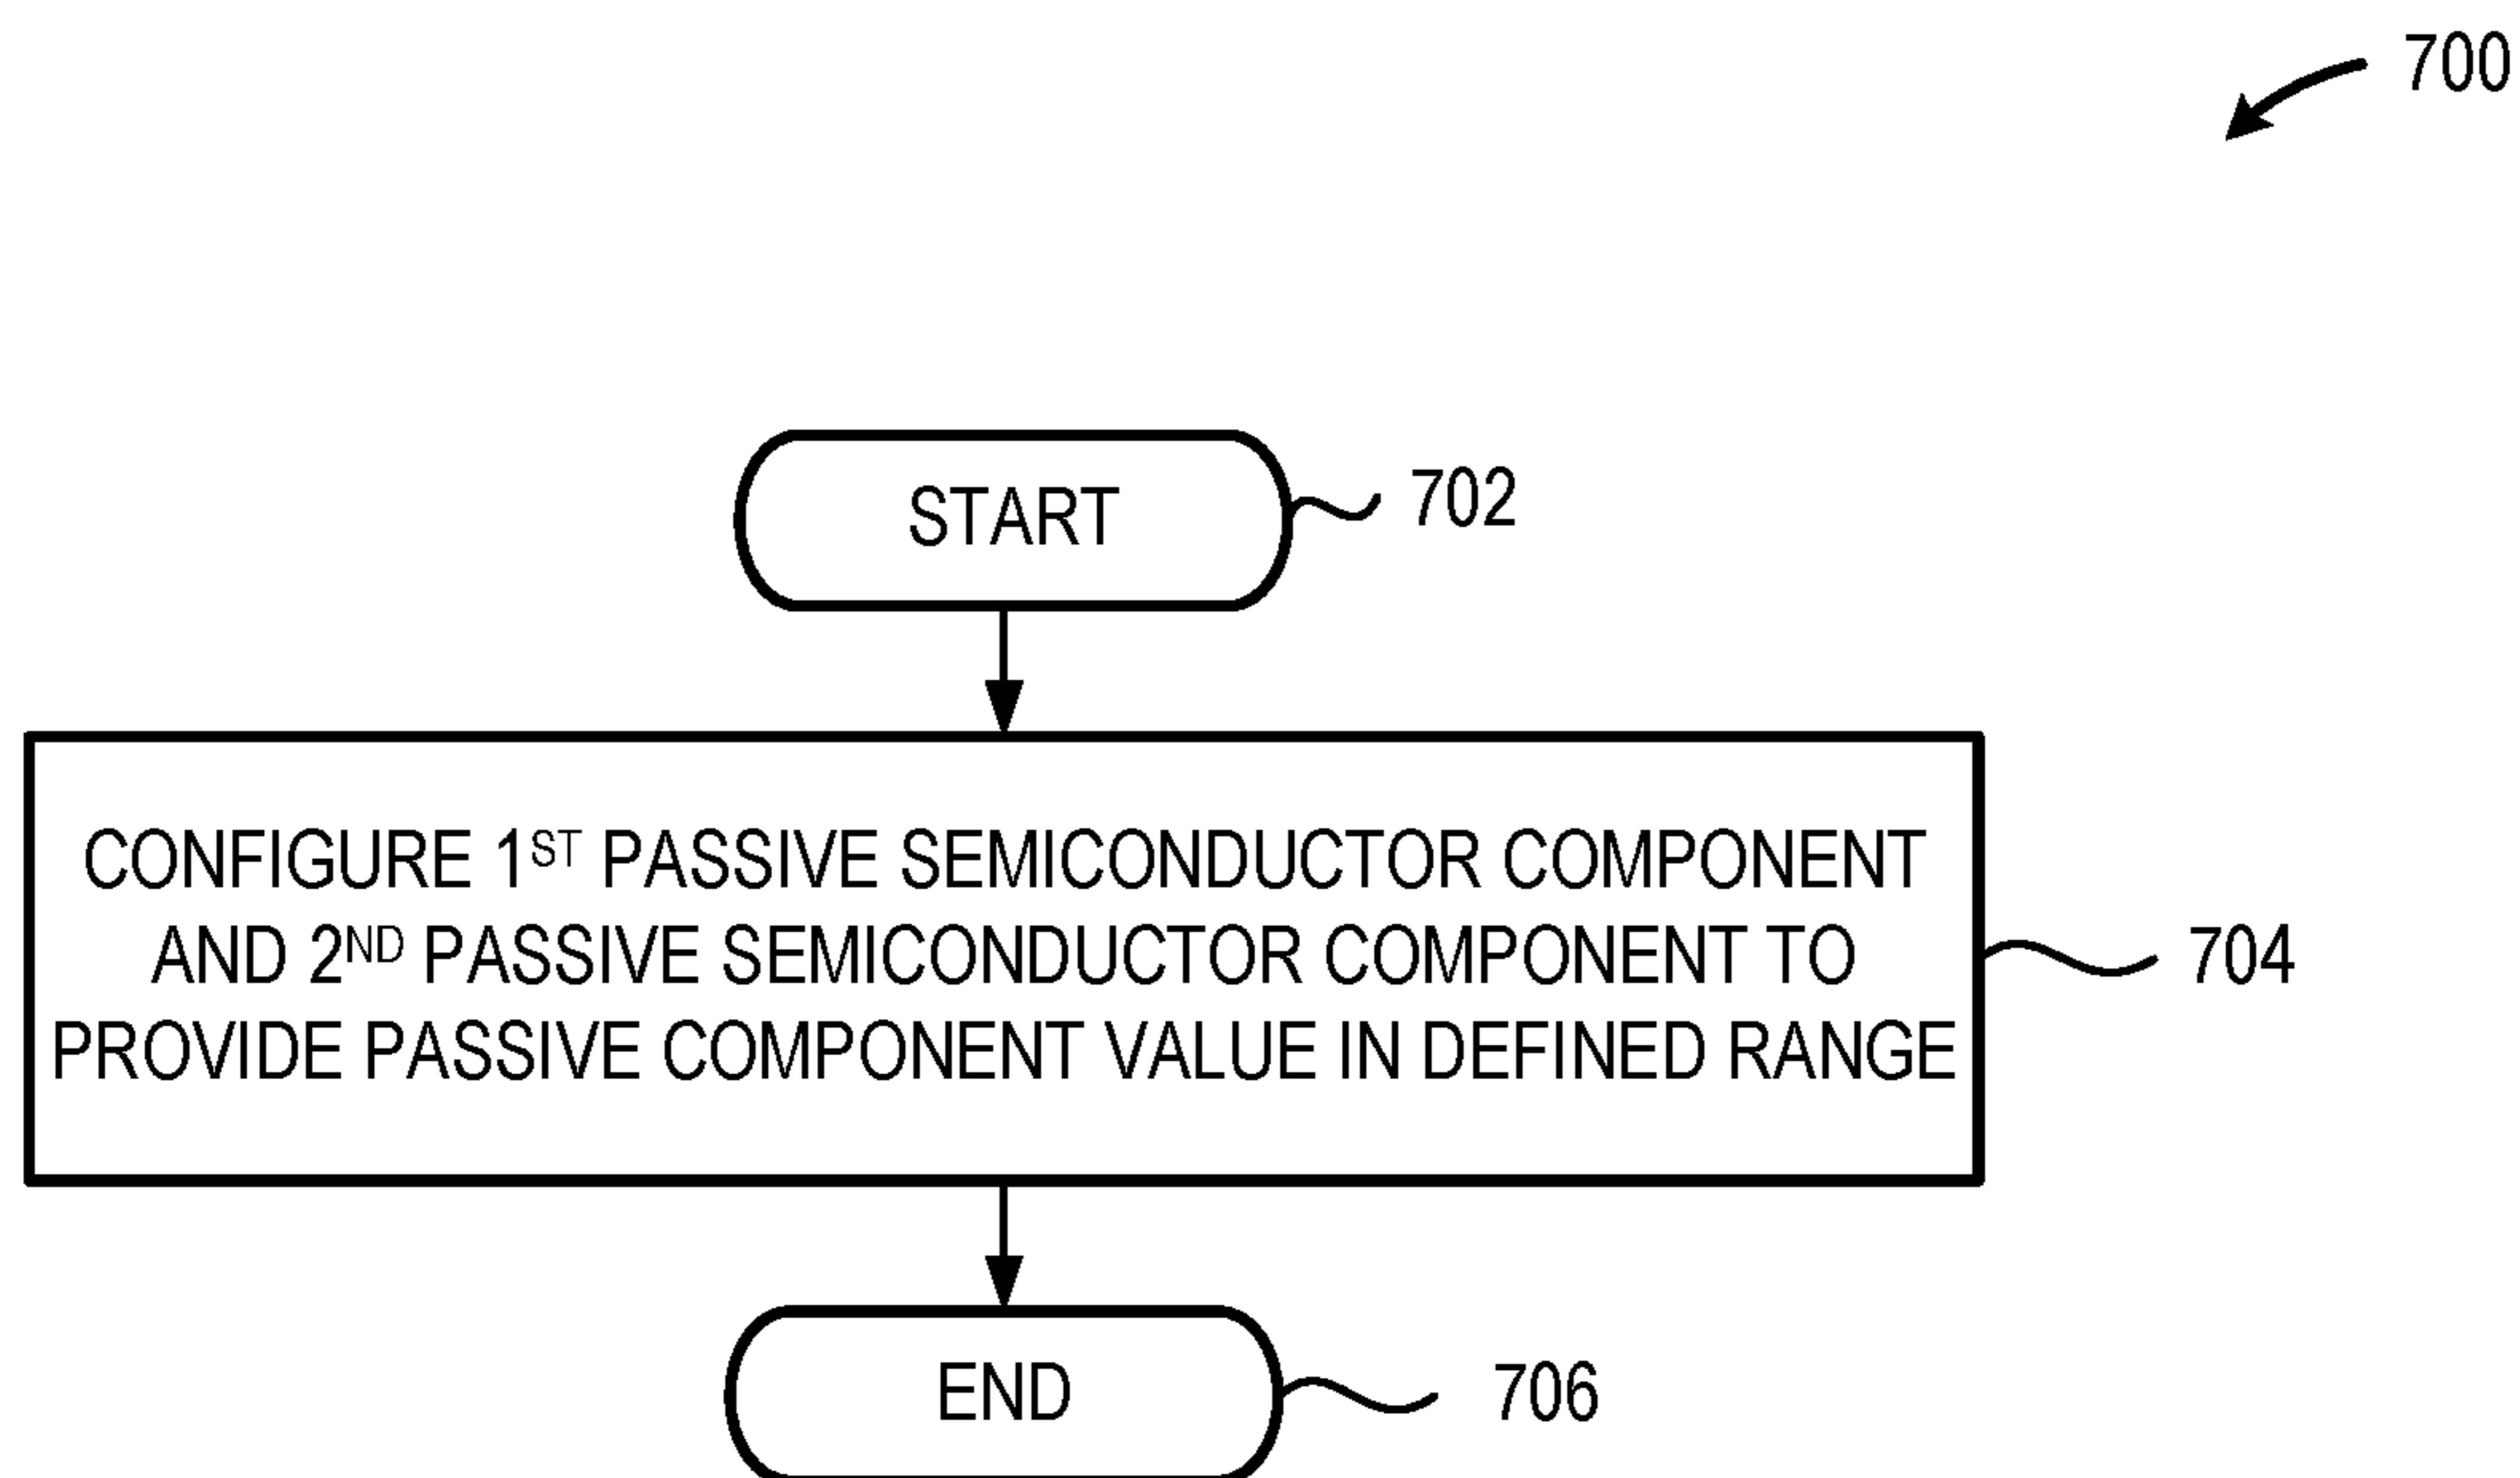 700
START
702
CONFIGURE 1ST PASSIVE SEMICONDUCTOR COMPONENT
AND 2ND PASSIVE SEMICONDUCTOR COMPONENT TO
PROVIDE PASSIVE COMPONENT VALUE IN DEFINED RANGE
704
END
706